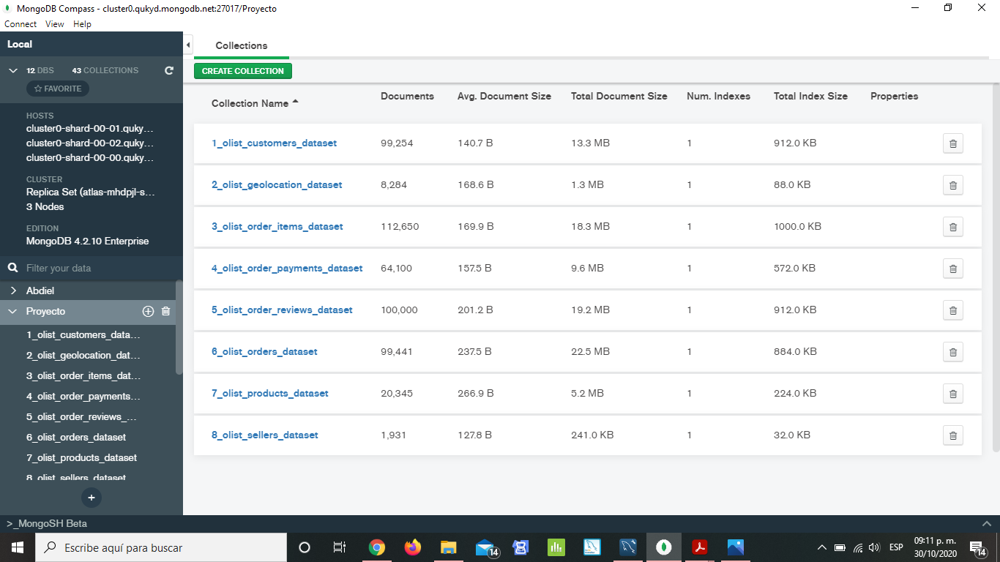 MongoDB Compass - cluster0.qukyd.mongodb.net:27017/Proyecto
Connect View Help
Local
12 DBS 43 COLLECTIONS
FAVORITE
HOSTS
cluster0-shard-00-01.quky...
cluster0-shard-00-02.quky...
cluster0-shard-00-00.quky...
CLUSTER
Replica Set (atlas-mhdpjl-s...
3 Nodes
EDITION
MongoDB 4.2.10 Enterprise
Filter your data
Abdiel
Proyecto
1_olist_customers_data...
2_olist_geolocation_dat...
3_olist_order_items_dat...
4_olist_order_payments...
5_olist_order_reviews_...
6_olist_orders_dataset
7_olist_products_dataset
8_olist_sellers_dataset
Collections
CREATE COLLECTION
Collection Name Documents Avg. Document Size Total Document Size Num. Indexes Total Index Size Properties
1_olist_customers_dataset 99,254 140.7 B 13.3 MB 1 912.0 KB
2_olist_geolocation_dataset 8,284 168.6 B 1.3 MB 1 88.0 KB
3_olist_order_items_dataset 112,650 169.9 B 18.3 MB 1 1000.0 KB
4_olist_order_payments_dataset 64,100 157.5 B 9.6 MB 1 572.0 KB
5_olist_order_reviews_dataset 100,000 201.2 B 19.2 MB 1 912.0 KB
6_olist_orders_dataset 99,441 237.5 B 22.5 MB 1 884.0 KB
7_olist_products_dataset 20,345 266.9 B 5.2 MB 1 224.0 KB
8_olist_sellers_dataset 1,931 127.8 B 241.0 KB 1 32.0 KB
>_MongoSH Beta
Escribe aquí para buscar
14
ESP
09:11 p. m.
30/10/2020
14